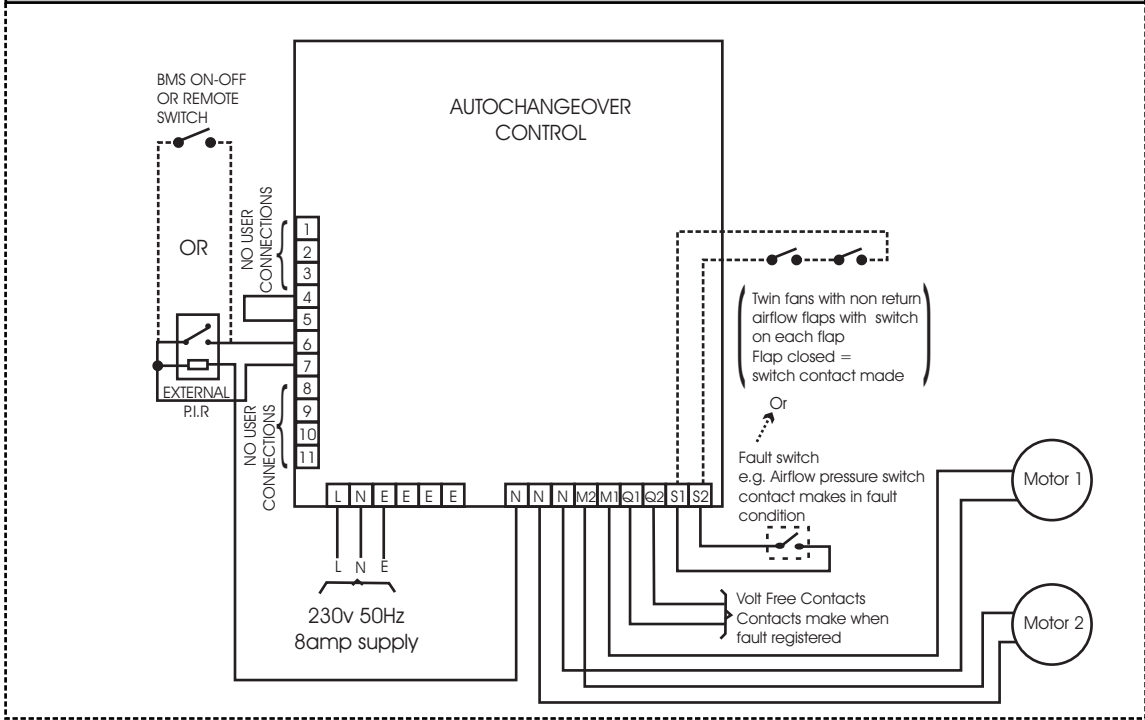 AUTOCHANGEOVER
CONTROL
BMS ON-OFF
OR REMOTE
SWITCH
OR
NO USER
CONNECTIONS
1
2
3
4
5
6
7
8
9
10
11
EXTERNAL
P.I.R
NO USER
CONNECTIONS
L N E E E E
N N N M2 M1 Q1 Q2 S1 S2
L N E
230v 50Hz
8amp supply
Twin fans with non return
airflow flaps with switch
on each flap
Flap closed =
switch contact made
Or
Fault switch
e.g. Airflow pressure switch
contact makes in fault
condition
Volt Free Contacts
Contacts make when
fault registered
Motor 1
Motor 2